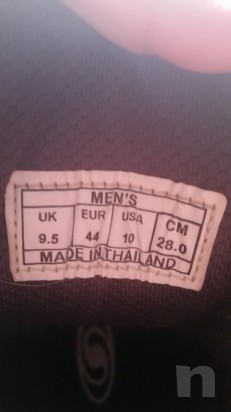 MEN'S
UK EUR USA CM
9.5 44 10 28.0
MADE IN THAILAND
n